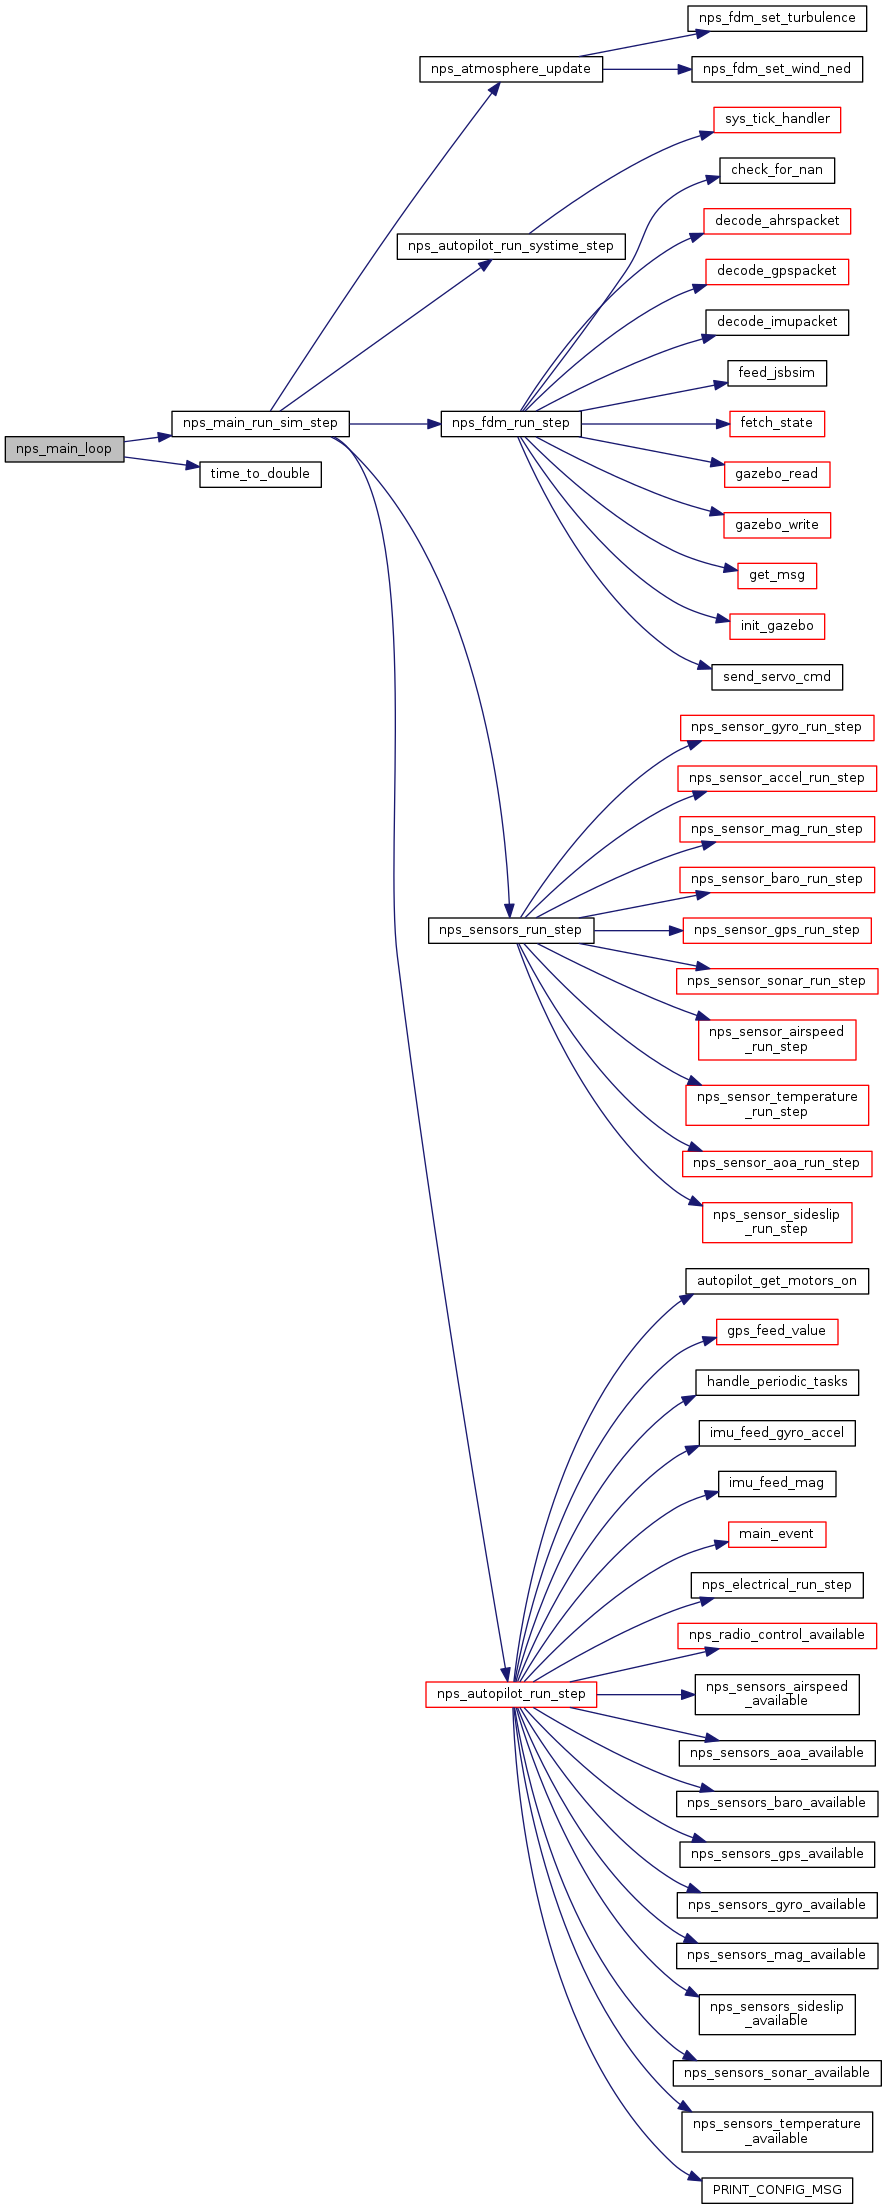 nps_fdm_set_turbulence
nps_atmosphere_update
nps_fdm_set_wind_ned
sys_tick_handler
check_for_nan
decode_ahrspacket
nps_autopilot_run_systime_step
decode_gpspacket
decode_imupacket
feed_jsbsim
nps_main_run_sim_step
nps_fdm_run_step
fetch_state
nps_main_loop
time_to_double
gazebo_read
gazebo_write
get_msg
init_gazebo
send_servo_cmd
nps_sensor_gyro_run_step
nps_sensor_accel_run_step
nps_sensor_mag_run_step
nps_sensor_baro_run_step
nps_sensors_run_step
nps_sensor_gps_run_step
nps_sensor_sonar_run_step
nps_sensor_airspeed
_run_step
nps_sensor_temperature
_run_step
nps_sensor_aoa_run_step
nps_sensor_sideslip
_run_step
autopilot_get_motors_on
gps_feed_value
handle_periodic_tasks
imu_feed_gyro_accel
imu_feed_mag
main_event
nps_electrical_run_step
nps_radio_control_available
nps_autopilot_run_step
nps_sensors_airspeed
_available
nps_sensors_aoa_available
nps_sensors_baro_available
nps_sensors_gps_available
nps_sensors_gyro_available
nps_sensors_mag_available
nps_sensors_sideslip
_available
nps_sensors_sonar_available
nps_sensors_temperature
_available
PRINT_CONFIG_MSG